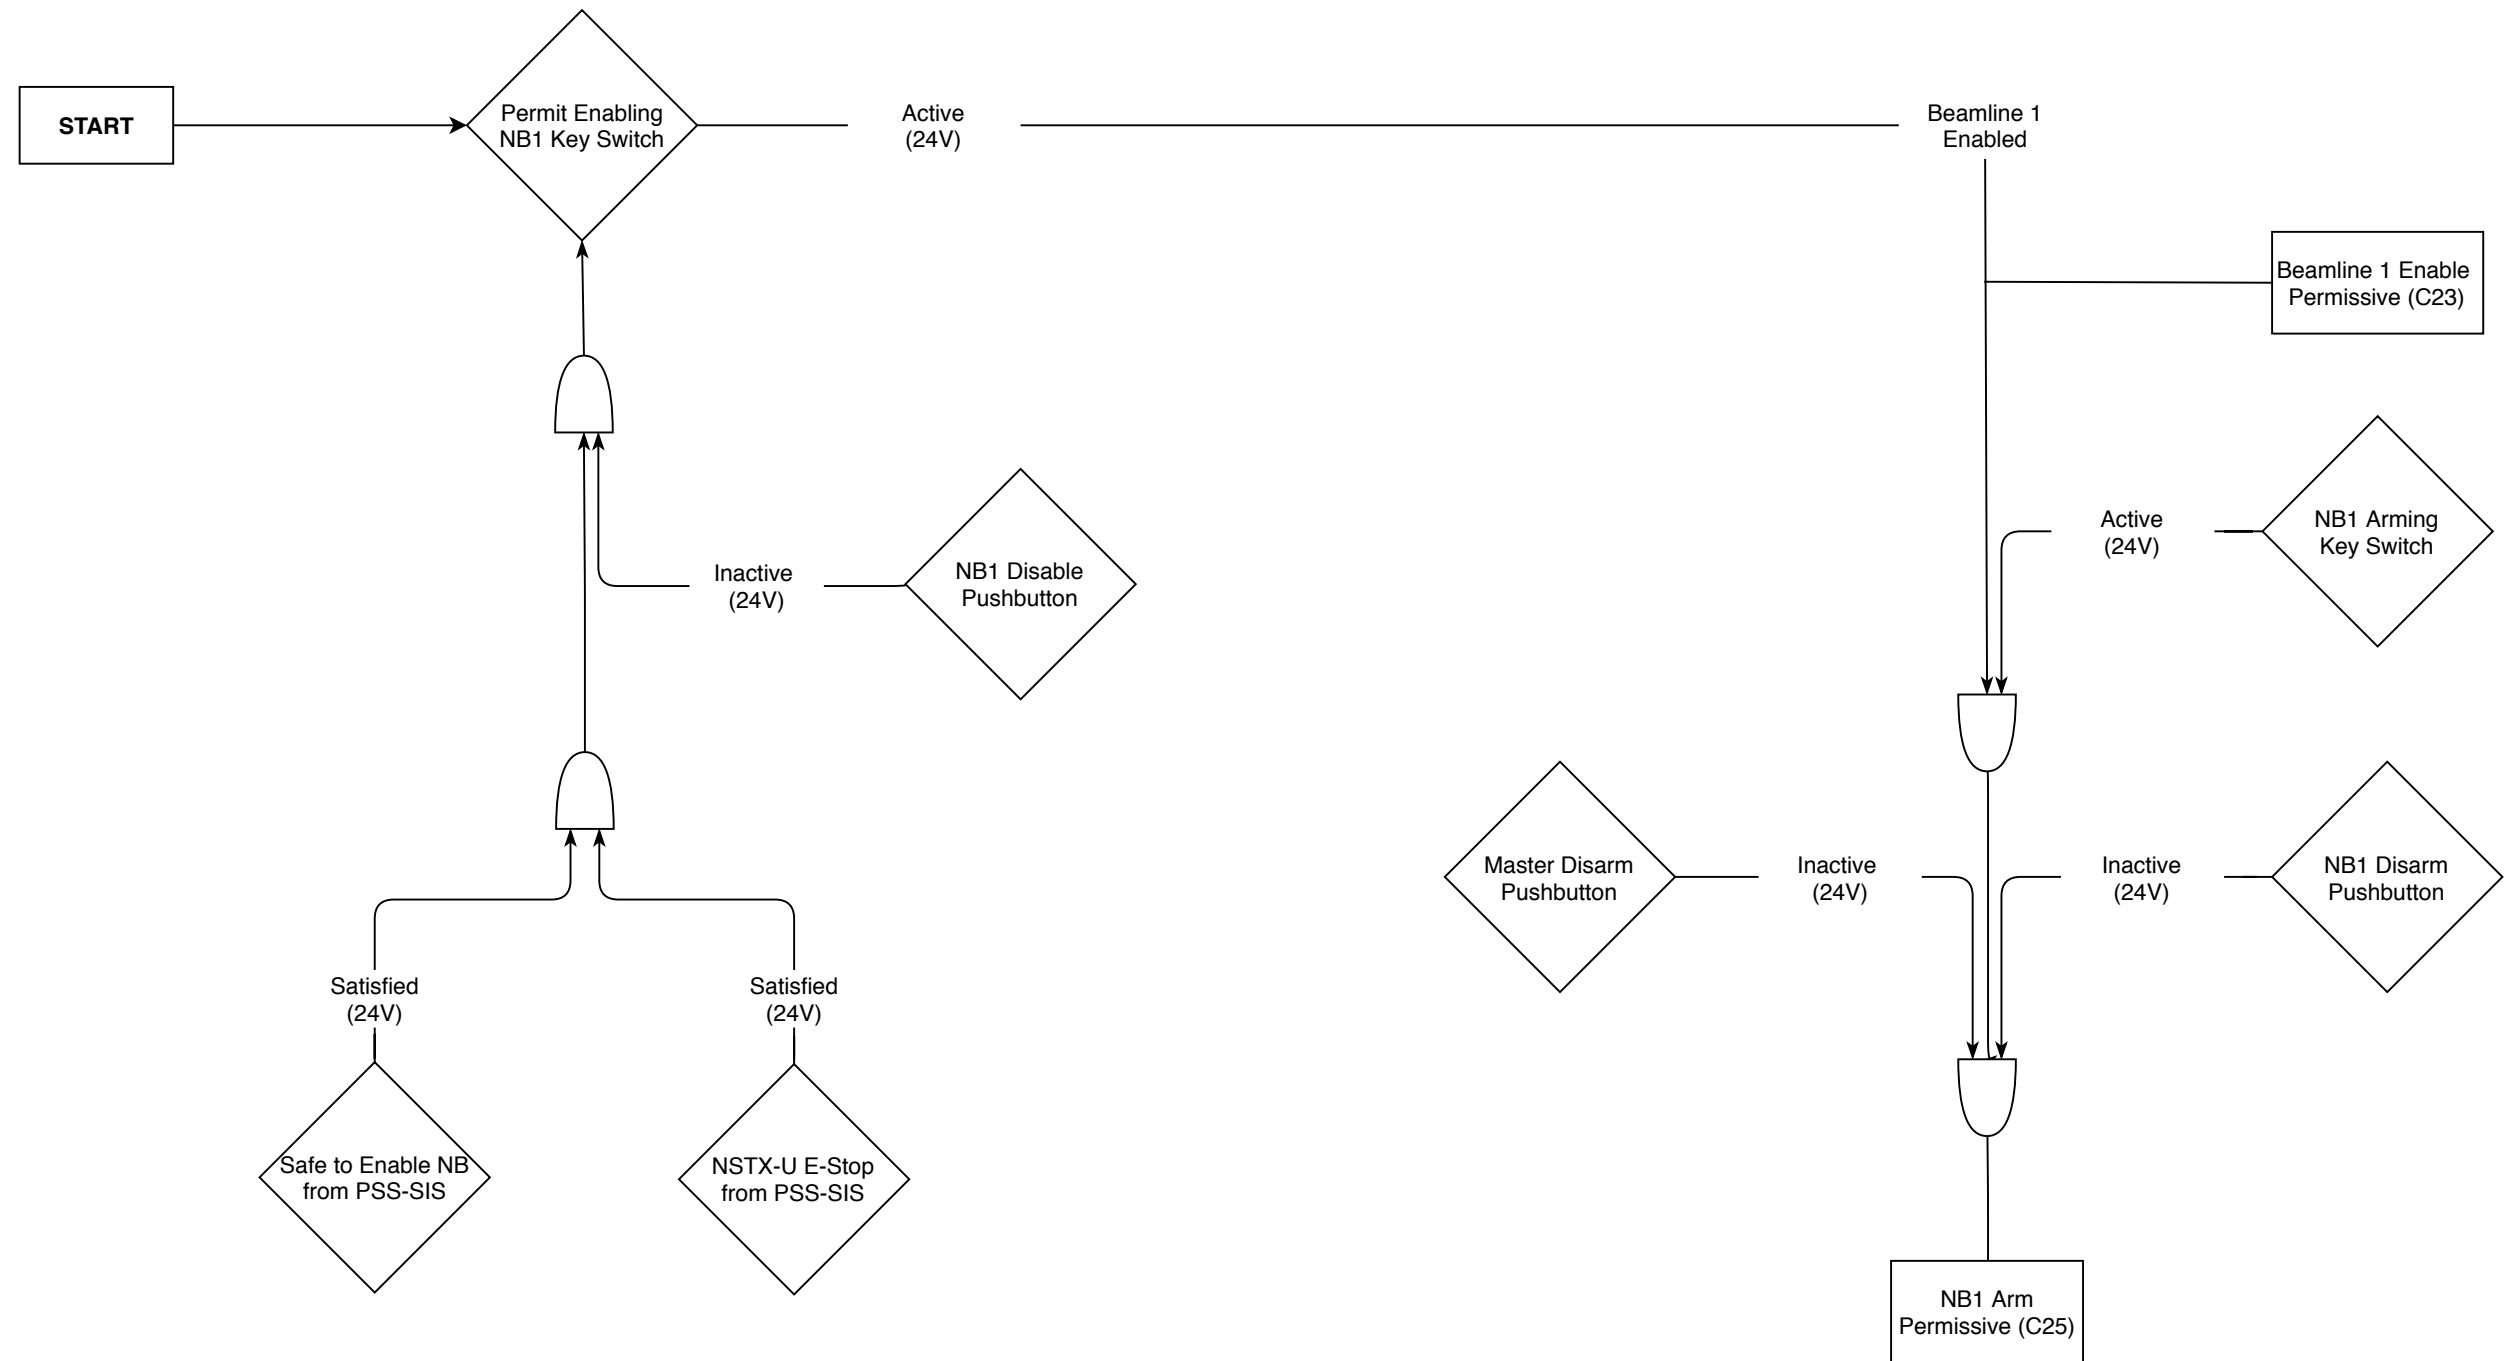 START
Permit Enabling
NB1 Key Switch
Active
(24V)
Beamline 1
Enabled
Beamline 1 Enable
Permissive (C23)
NB1 Arming
Key Switch
Active
(24V)
NB1 Disable
Pushbutton
Inactive
(24V)
Master Disarm
Pushbutton
Inactive
(24V)
Inactive
(24V)
NB1 Disarm
Pushbutton
Satisfied
(24V)
Satisfied
(24V)
Safe to Enable NB
from PSS-SIS
NSTX-U E-Stop
from PSS-SIS
NB1 Arm
Permissive (C25)